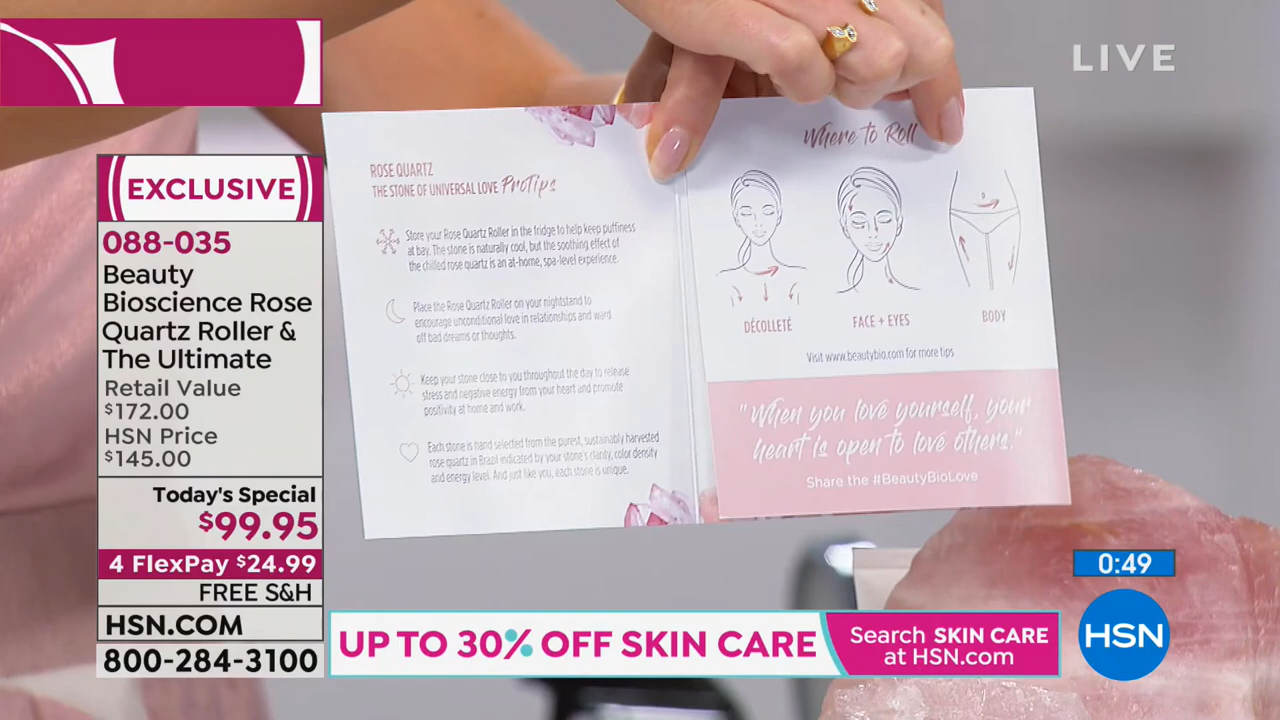 LIVE
EXCLUSIVE
088-035
Beauty
Bioscience Rose
Quartz Roller &
The Ultimate
Retail Value
$172.00
HSN Price
$145.00
Today's Special
$99.95
4 FlexPay $24.99
FREE S&H
HSN.COM
800-284-3100
ROSE QUARTZ
THE STONE OF UNIVERSAL LOVE ProTips
Store your Rose Quartz Roller in the fridge to help keep puffiness
at bay. The stone is naturally cool, but the soothing effect of
the chilled rose quartz is an at-home, spa-level experience.
Place the Rose Quartz Roller on your nightstand to
encourage unconditional love in relationships and ward
off bad dreams or thoughts.
Keep your stone close to you throughout the day to release
stress and negative energy from your heart and promote
positivity at home and work.
Each stone is hand selected from the purest, sustainably harvested
rose quartz in Brazil indicated by your stone's clarity, color density
and energy level. And just like you, each stone is unique.
Where to Roll
DÉCOLLETÉ
FACE + EYES
BODY
Visit www.beautybio.com for more tips
"When you love yourself, your
heart is open to love others."
Share the #BeautyBioLove
0:49
HSN
UP TO 30% OFF SKIN CARE
Search SKIN CARE
at HSN.com